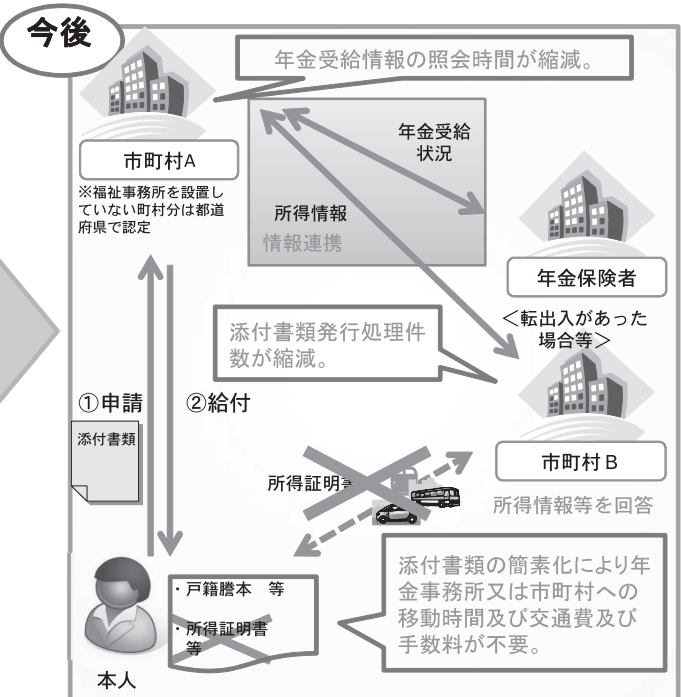 今後
年金受給情報の照会時間が縮減。
市町村A
※福祉事務所を設置し
ていない町村分は都道
府県で認定
年金受給
状況
所得情報
情報連携
年金保険者
＜転出入があった
場合等＞
添付書類発行処理件
数が縮減。
①申請
②給付
添付書類
市町村B
所得情報等を回答
所得証明書
・戸籍謄本　等
・所得証明書
等
添付書類の簡素化により年
金事務所又は市町村への
移動時間及び交通費及び
手数料が不要。
本人